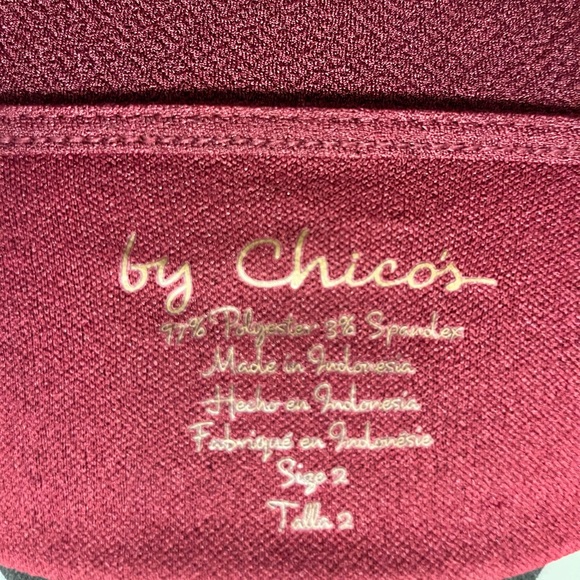 by Chico's
97% Polyester 3% Spandex
Made in Indonesia
Hecho en Indonesia
Fabriqué en Indonésie
Size 2
Talla 2